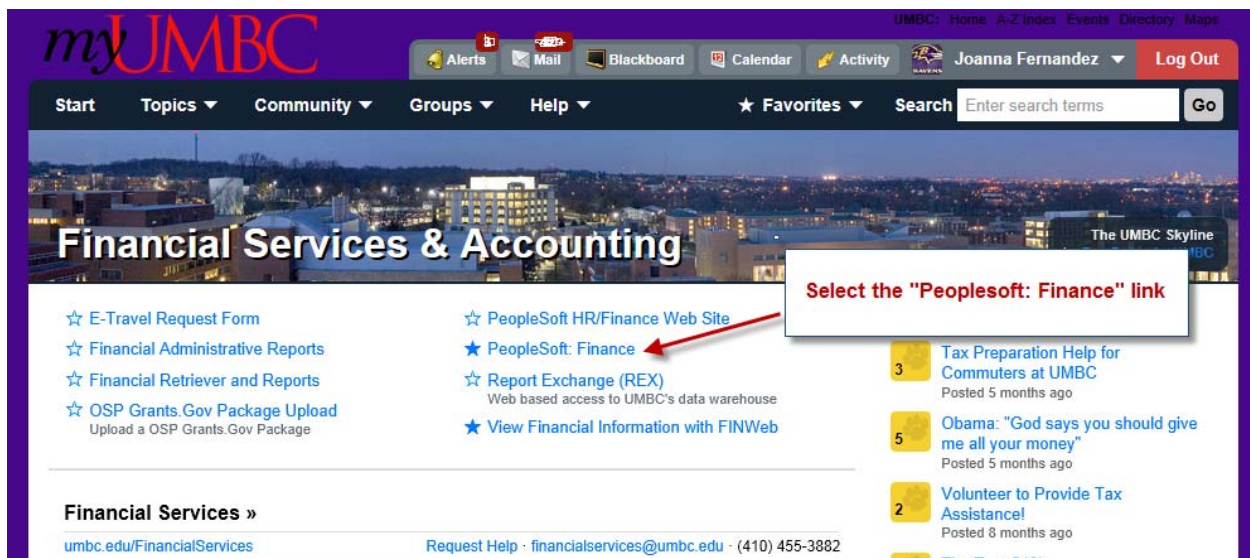 UMBC: Home A-Z Index Events Directory Maps
myUMBC
Alerts Mail Blackboard 12 Calendar Activity RAVENS Joanna Fernandez Log Out
Start Topics Community Groups Help Favorites Search Enter search terms Go
Financial Services & Accounting
The UMBC Skyline
Select the "Peoplesoft: Finance" link
E-Travel Request Form
Financial Administrative Reports
Financial Retriever and Reports
OSP Grants.Gov Package Upload
Upload a OSP Grants.Gov Package
PeopleSoft HR/Finance Web Site
PeopleSoft: Finance
Report Exchange (REX)
Web based access to UMBC's data warehouse
View Financial Information with FINWeb
3 Tax Preparation Help for
Commuters at UMBC
Posted 5 months ago
5 Obama: "God says you should give
me all your money"
Posted 5 months ago
2 Volunteer to Provide Tax
Assistance!
Posted 8 months ago
Financial Services »
umbc.edu/FinancialServices Request Help · financialservices@umbc.edu · (410) 455-3882